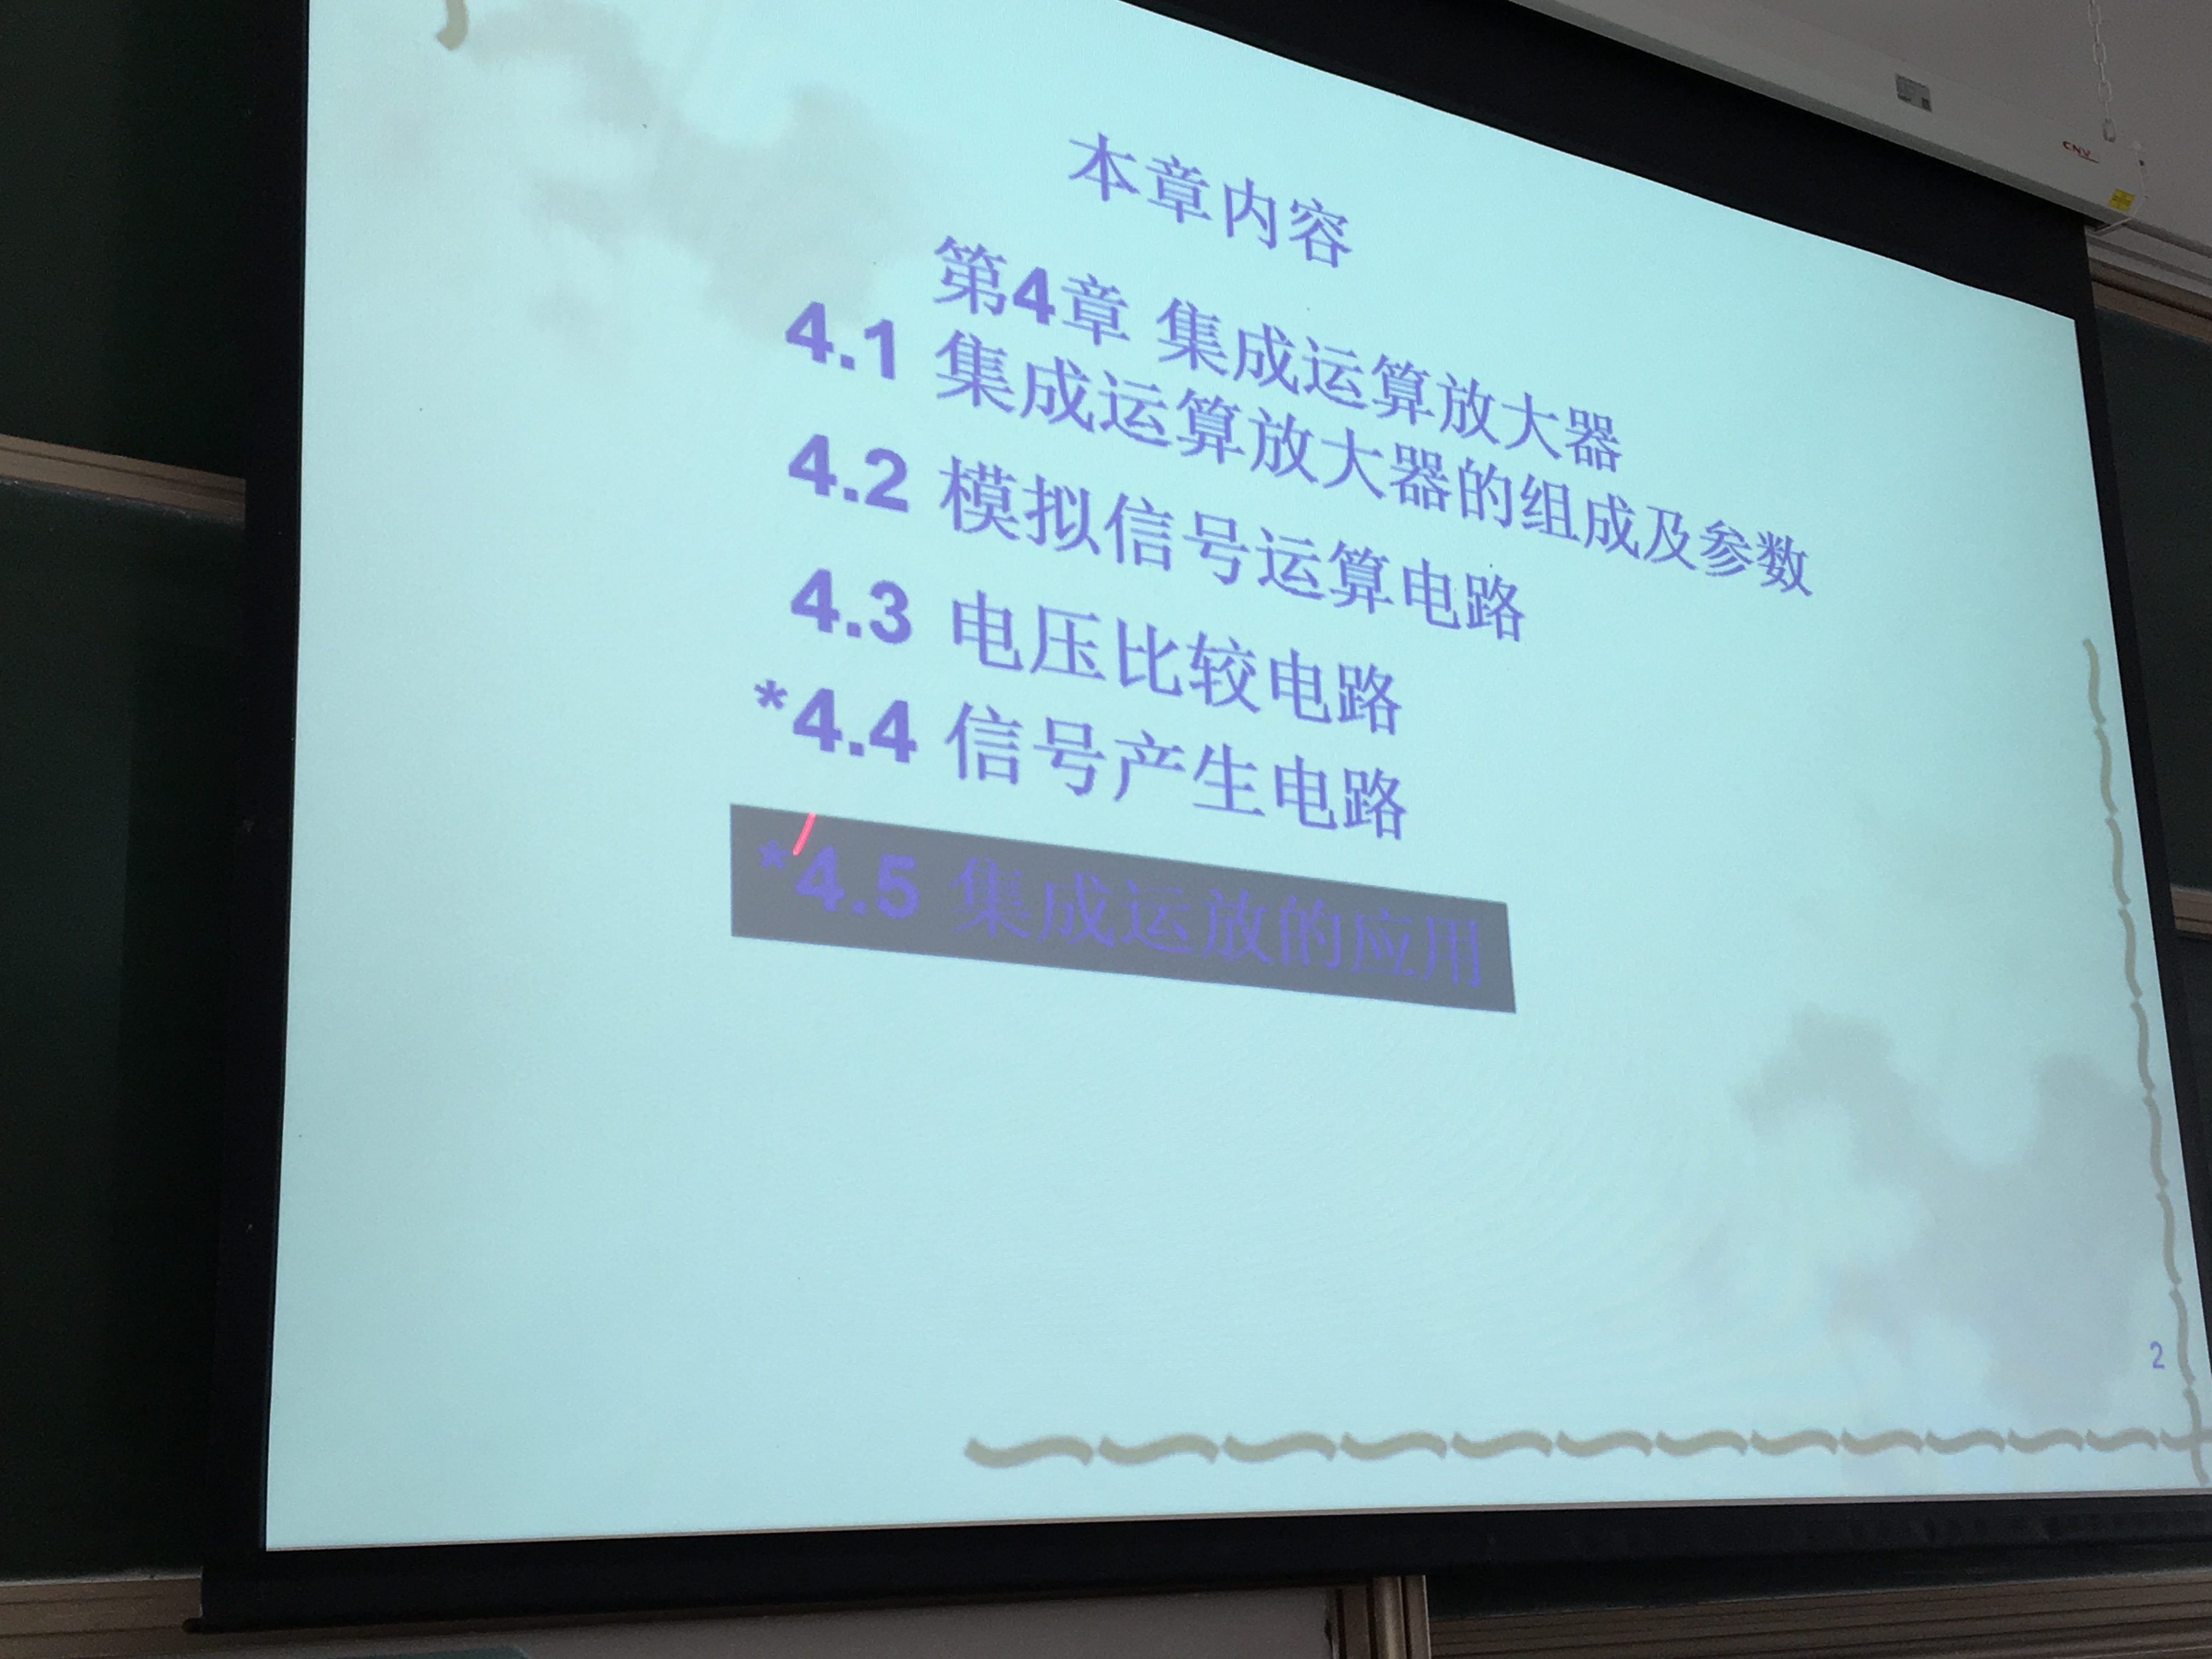 本章内容
第4章 集成运算放大器
4.1 集成运算放大器的组成及参数
4.2 模拟信号运算电路
4.3 电压比较电路
*4.4 信号产生电路
*4.5 集成运放的应用
2
CNV